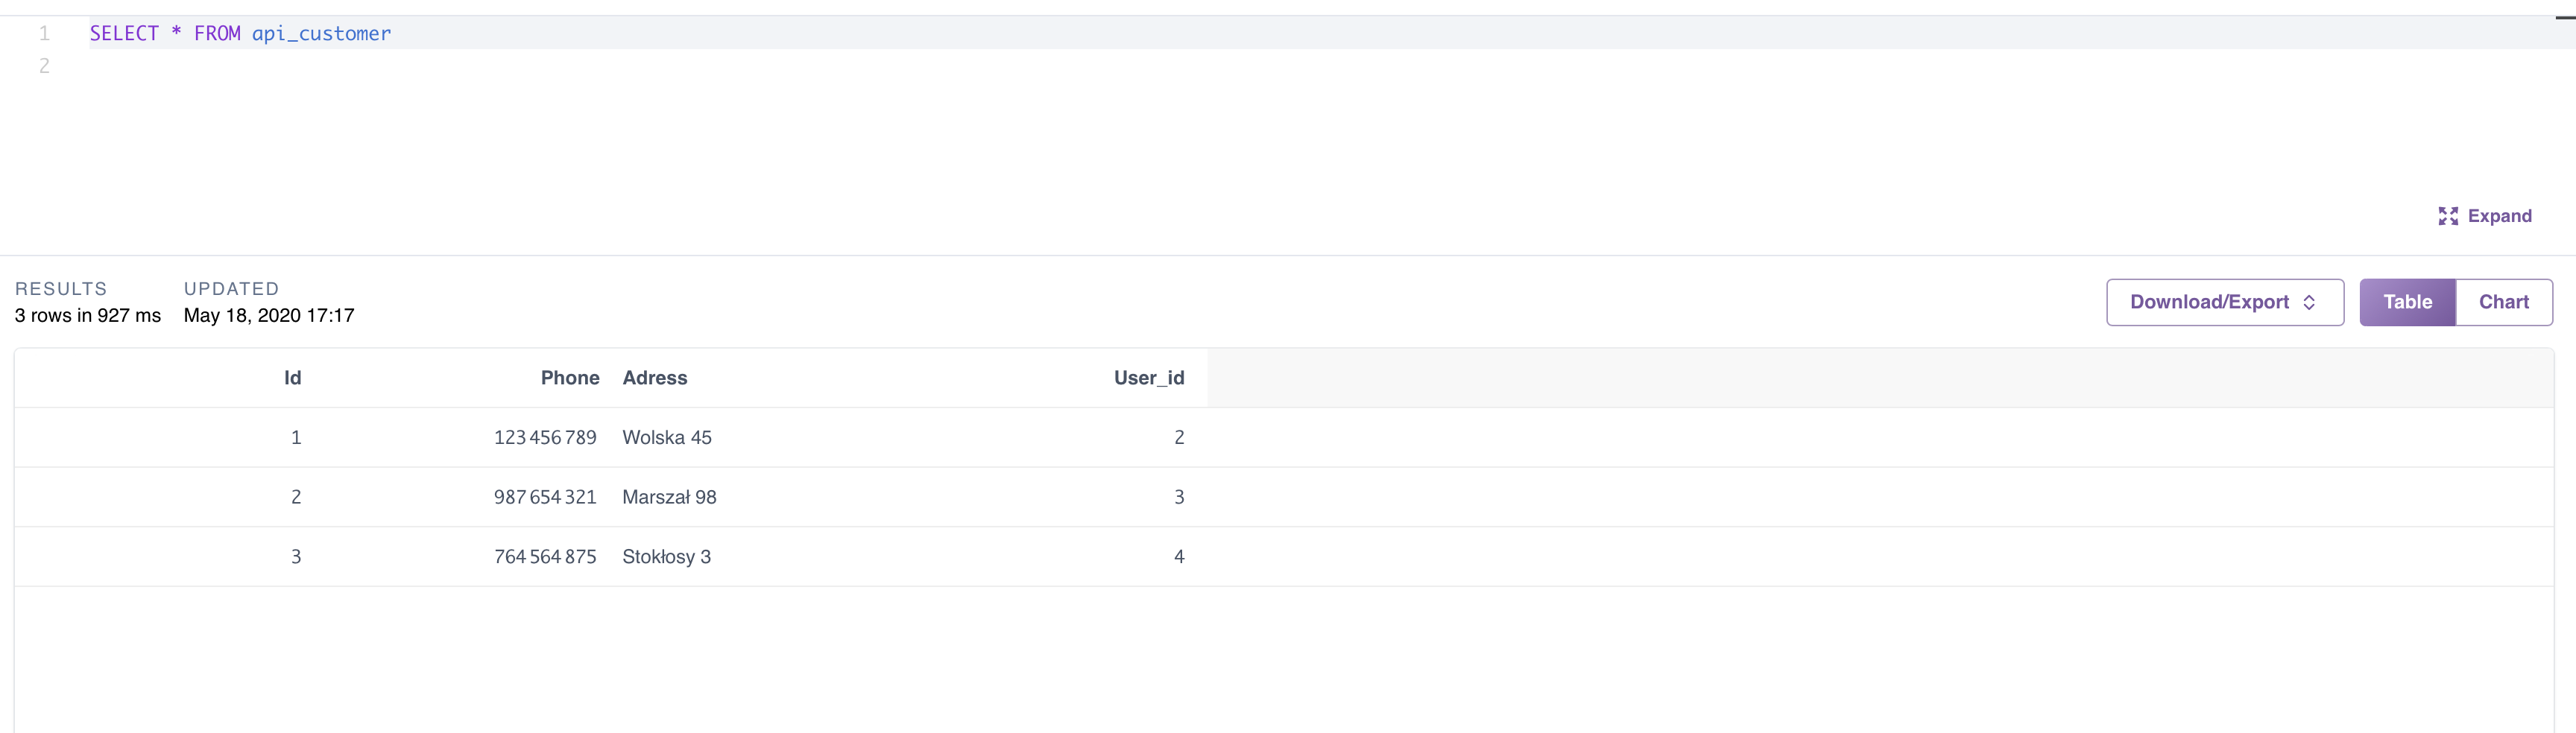 1 SELECT * FROM api_customer
2
Expand
RESULTS UPDATED
3 rows in 927 ms May 18, 2020 17:17
Download/Export Table Chart
Id Phone Adress User_id
1 123 456 789 Wolska 45 2
2 987 654 321 Marszał 98 3
3 764 564 875 Stokłosy 3 4